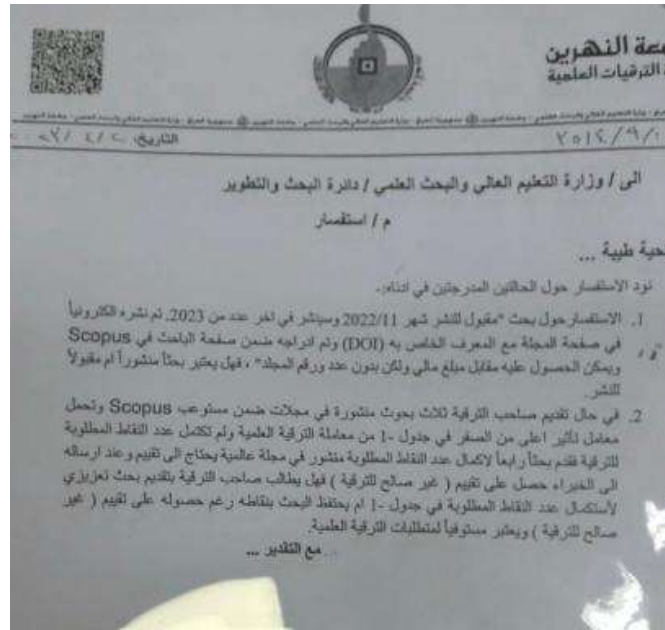 جامعة النهرين
الترقيات العلمية
التاريخ:
الى / وزارة التعليم العالي والبحث العلمي / دائرة البحث والتطوير
م / استفسار
تحية طيبة ...
نود الاستفسار حول الحالتين المدرجتين في ادناه:-
1. الاستفسار حول بحث "مقبول للنشر شهر 2022/11 وسينشر في اخر عدد من 2023، تم نشره الكترونياً
في صفحة المجلة مع المعرف الخاص به (DOI) وتم ادراجه ضمن صفحة الباحث في Scopus
ويمكن الحصول عليه مقابل مبلغ مالي ولكن بدون عدد ورقم المجلد" ، فهل يعتبر بحثاً منشوراً ام مقبولاً
للنشر.
2. في حال تقديم صاحب الترقية ثلاث بحوث منشورة في مجلات ضمن مستوعب Scopus وتحمل
معامل تأثير اعلى من الصفر في جدول -1 من معاملة الترقية العلمية ولم تكتمل عدد النقاط المطلوبة
للترقية فقدم بحثاً رابعاً لاكمال عدد النقاط المطلوبة منشور في مجلة عالمية يحتاج الى تقييم وعند ارساله
الى الخبراء حصل على تقييم ( غير صالح للترقية ) فهل يطالب صاحب الترقية بتقديم بحث تعزيزي
لأستكمال عدد النقاط المطلوبة في جدول -1 ام يحتفظ البحث بنقاطه رغم حصوله على تقييم ( غير
صالح للترقية ) ويعتبر مستوفياً لمتطلبات الترقية العلمية.
مع التقدير ...